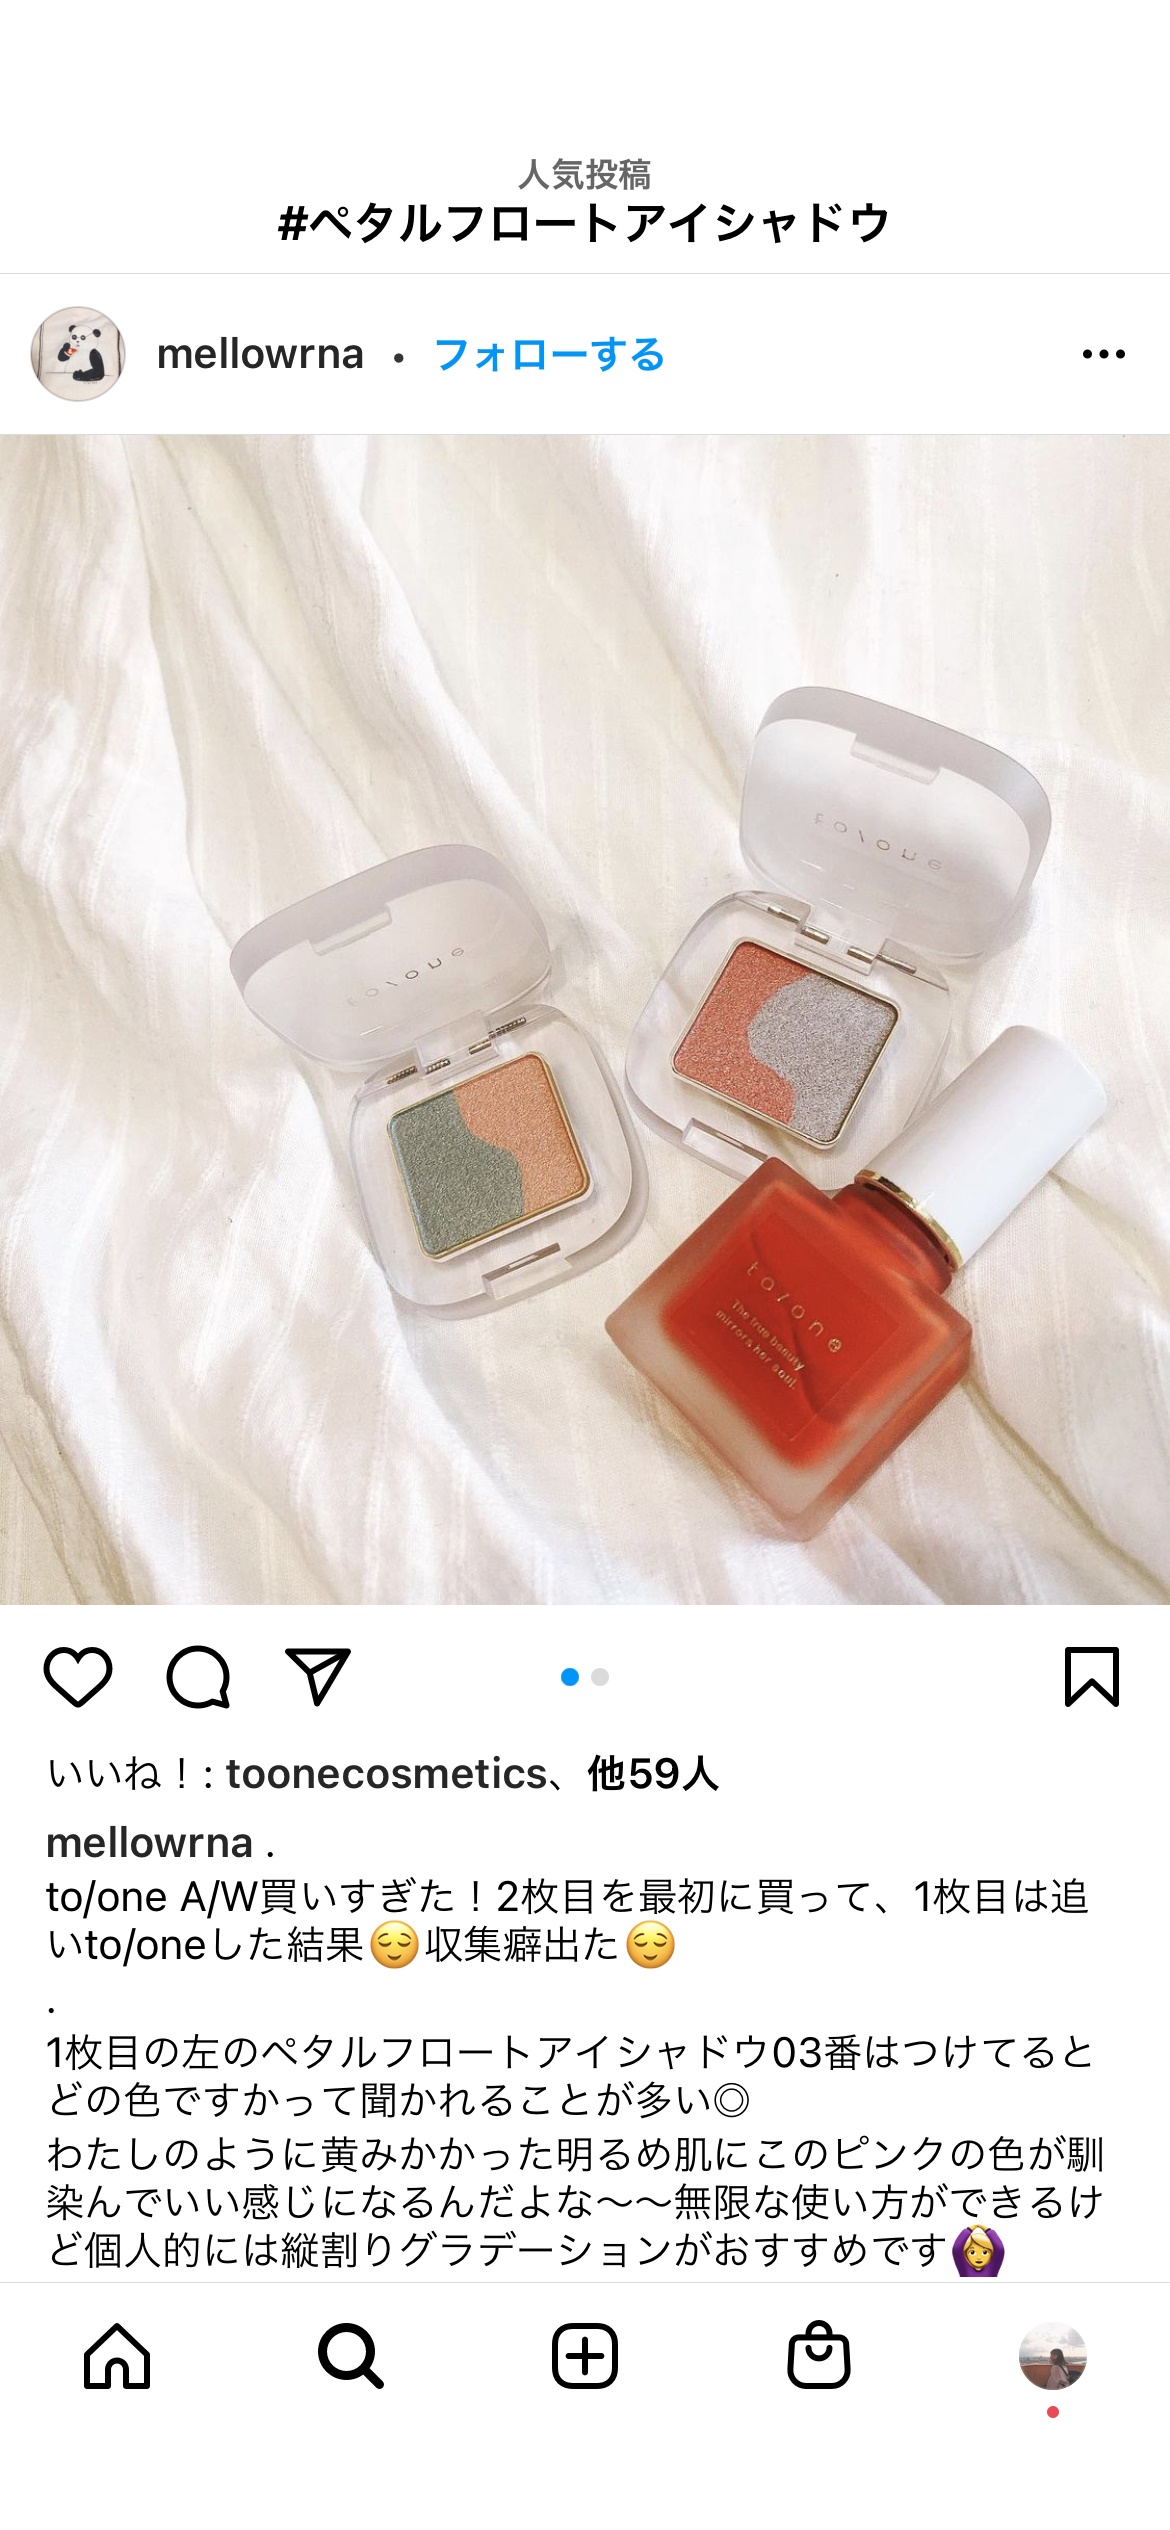 人気投稿
#ペタルフロートアイシャドウ
mellowrna • フォローする
to/one
to/one
to/one
The true beauty
mirrors her soul.
いいね！: toonecosmetics、他59人
mellowrna .
to/one A/W買いすぎた！2枚目を最初に買って、1枚目は追
いto/oneした結果😌収集癖出た😌
.
1枚目の左のペタルフロートアイシャドウ03番はつけてると
どの色ですかって聞かれることが多い◎
わたしのように黄みかかった明るめ肌にこのピンクの色が馴
染んでいい感じになるんだよな〜〜無限な使い方ができるけ
ど個人的には縦割りグラデーションがおすすめです🙆‍♀️